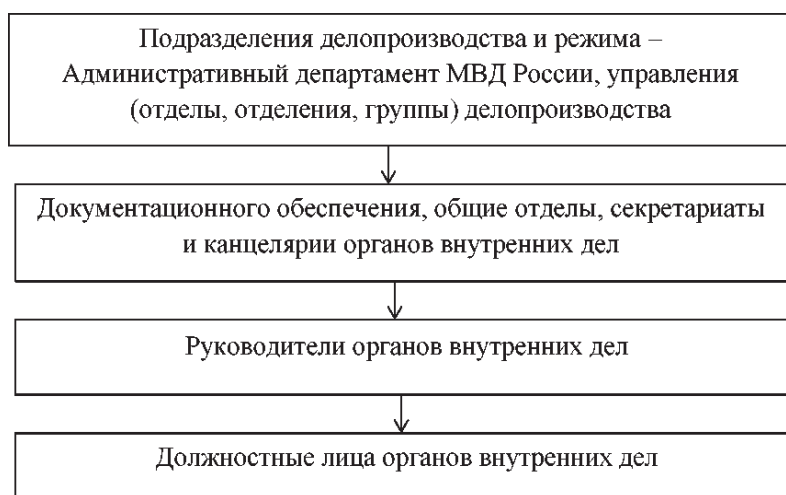 Подразделения делопроизводства и режима –
Административный департамент МВД России, управления
(отделы, отделения, группы) делопроизводства
Документационного обеспечения, общие отделы, секретариаты
и канцелярии органов внутренних дел
Руководители органов внутренних дел
Должностные лица органов внутренних дел